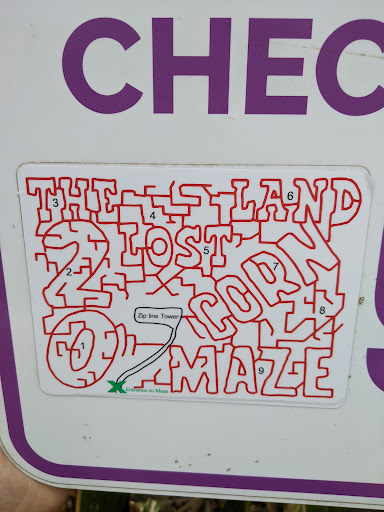 CHEC
THE LAND
3
6
4
2
LOST
5
CORN
7
8
Zip line Tower
1
MAZE
9
Entrance to Maze